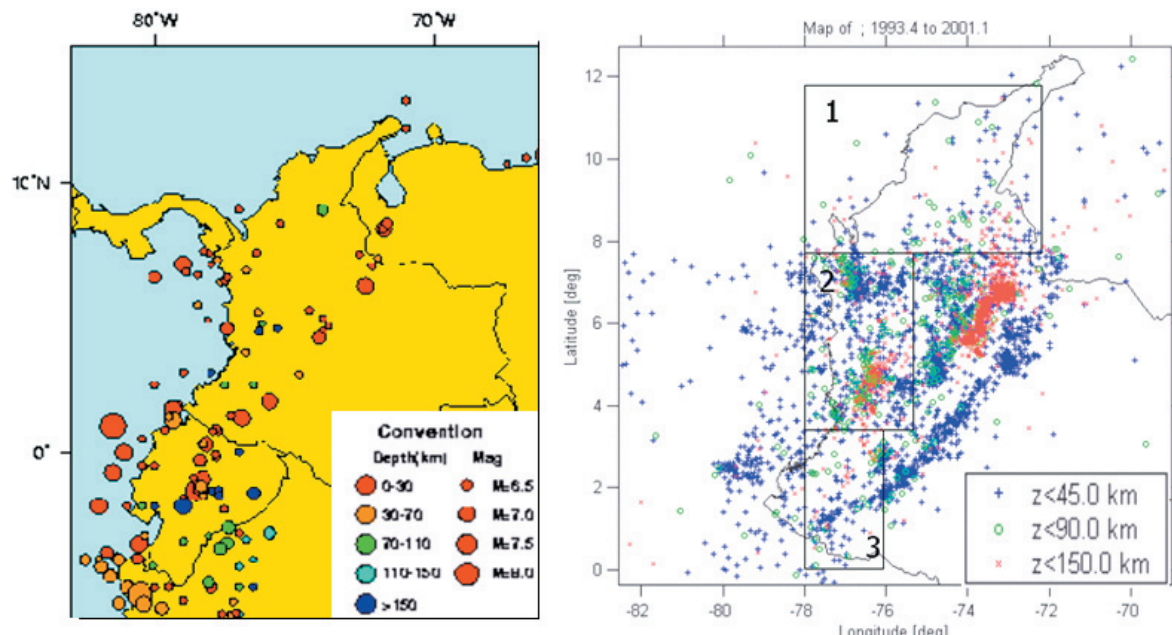 80°W 70°W
10°N
0°
Convention
Depth(km) Mag
0-30 M=6.5
30-70 M=7.0
70-110 M=7.5
110-150 M=8.0
>150
Map of ; 1993.4 to 2001.1
12
10
8
6
4
2
0
Latitude [deg]
1
2
3
+ z<45.0 km
o z<90.0 km
x z<150.0 km
-82 -80 -78 -76 -74 -72 -70
Longitude [deg]